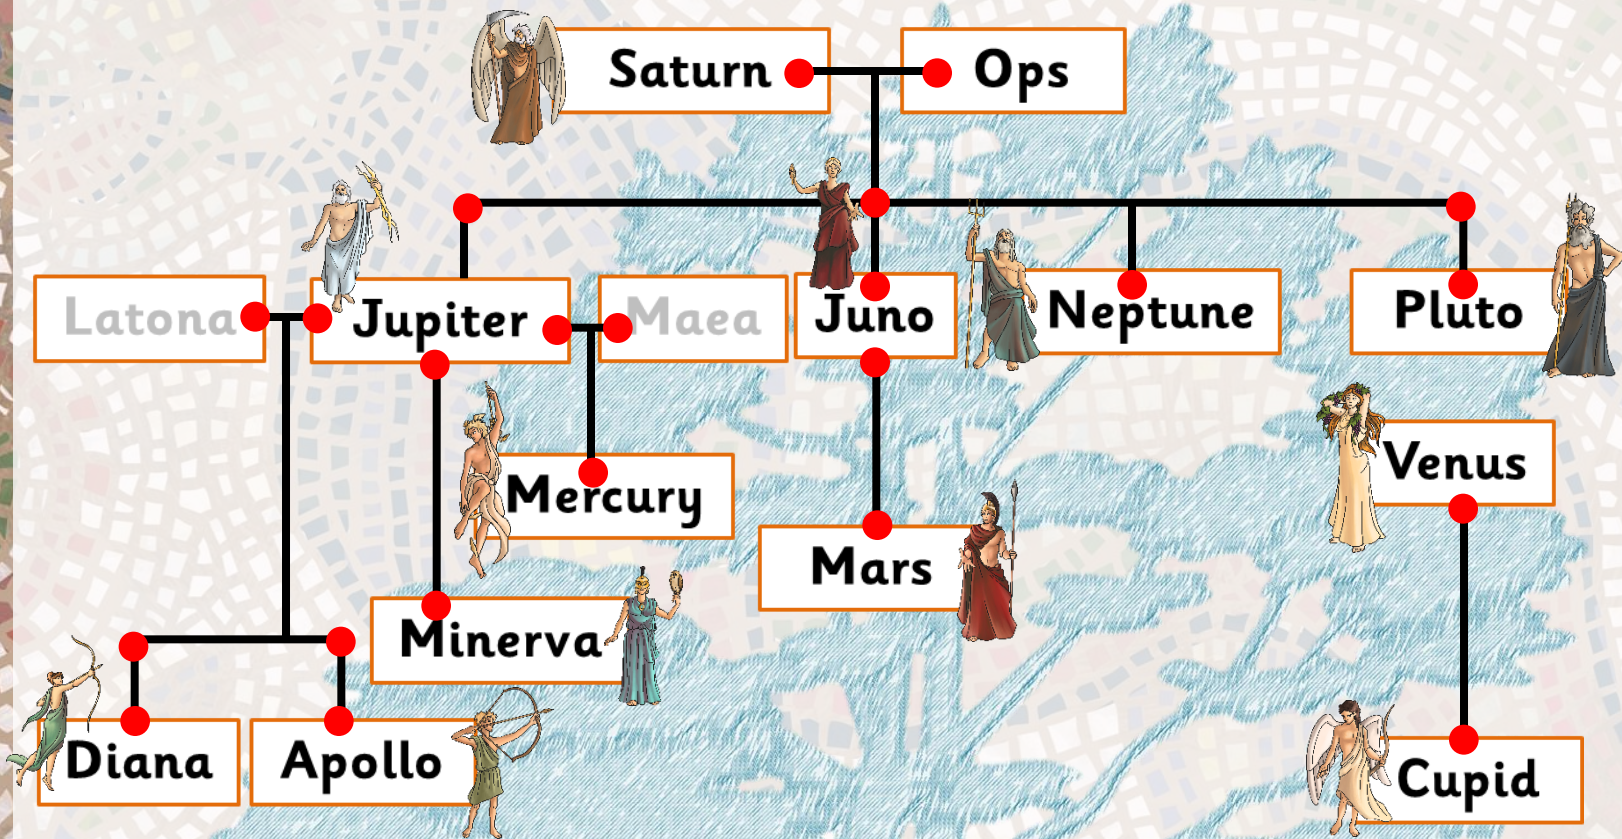 Saturn
Ops
Latona
Jupiter
Maea
Juno
Neptune
Pluto
Venus
Mercury
Mars
Minerva
Diana
Apollo
Cupid